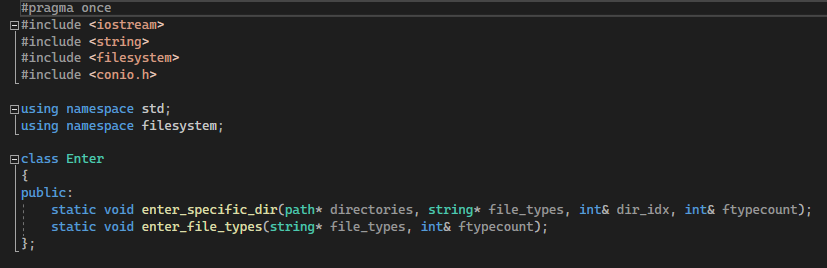 #pragma once
#include <iostream>
#include <string>
#include <filesystem>
#include <conio.h>
using namespace std;
using namespace filesystem;
class Enter
{
public:
static void enter_specific_dir(path* directories, string* file_types, int& dir_idx, int& ftypecount);
static void enter_file_types(string* file_types, int& ftypecount);
};